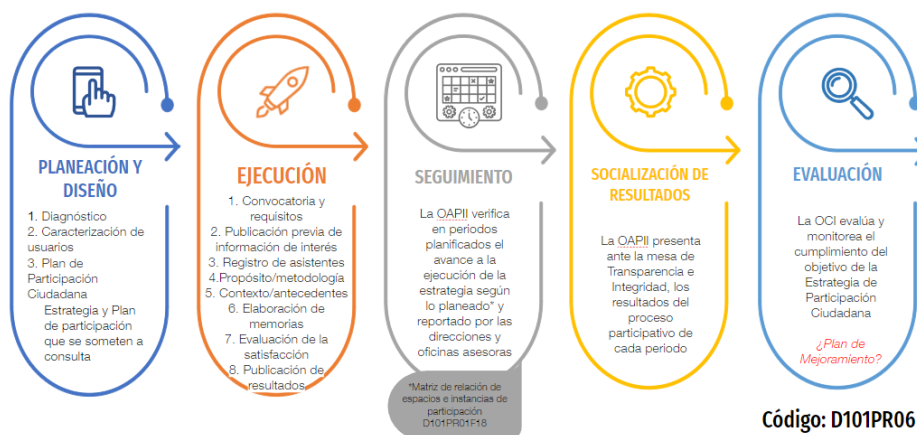 PLANEACIÓN Y
DISEÑO
1. Diagnóstico
2. Caracterización de
usuarios
3. Plan de
Participación
Ciudadana
Estrategia y Plan
de participación
que se someten a
consulta
EJECUCIÓN
1. Convocatoria y
requisitos
2. Publicación previa de
información de interés
3. Registro de asistentes
4.Propósito/metodología
5. Contexto/antecedentes
6. Elaboración de
memorias
7. Evaluación de la
satisfacción
8. Publicación de
resultados
SEGUIMIENTO
La OAPII verifica
en periodos
planificados el
avance a la
ejecución de la
estrategia según
lo planeado* y
reportado por las
direcciones y
oficinas asesoras
*Matriz de relación de
espacios e instancias de
participación
D101PR01F18
SOCIALIZACIÓN DE
RESULTADOS
La OAPII presenta
ante la mesa de
Transparencia e
Integridad, los
resultados del
proceso
participativo de
cada periodo
EVALUACIÓN
La OCI evalúa y
monitorea el
cumplimiento del
objetivo de la
Estrategia de
Participación
Ciudadana
¿Plan de
Mejoramiento?
Código: D101PR06